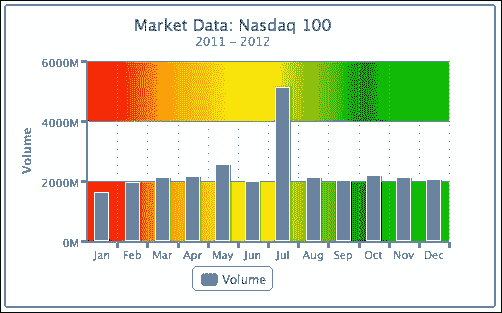 Market Data: Nasdaq 100
2011 - 2012
6000M
4000M
2000M
0M
Volume
Jan Feb Mar Apr May Jun Jul Aug Sep Oct Nov Dec
Volume